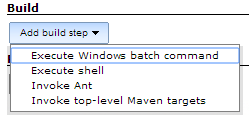 Build
Add build step
Execute Windows batch command
Execute shell
Invoke Ant
Invoke top-level Maven targets